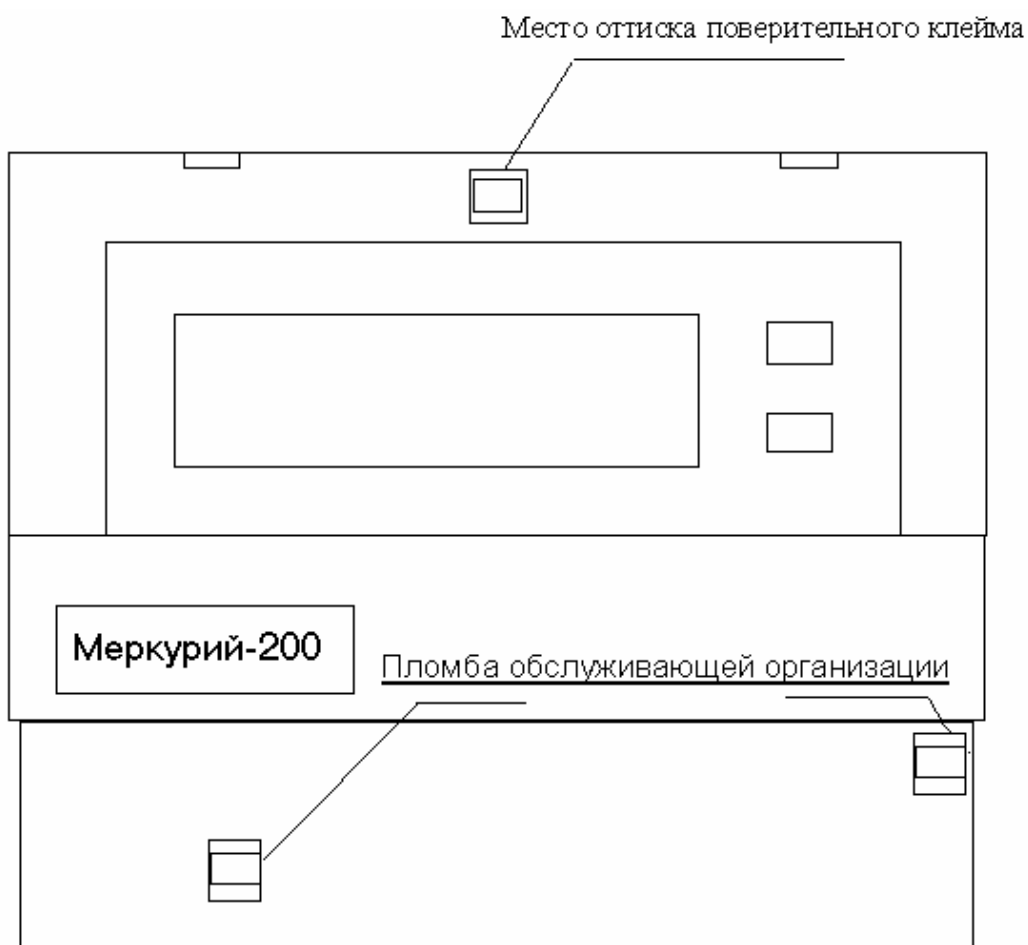 Место оттиска поверительного клейма
Меркурий-200
Пломба обслуживающей организации